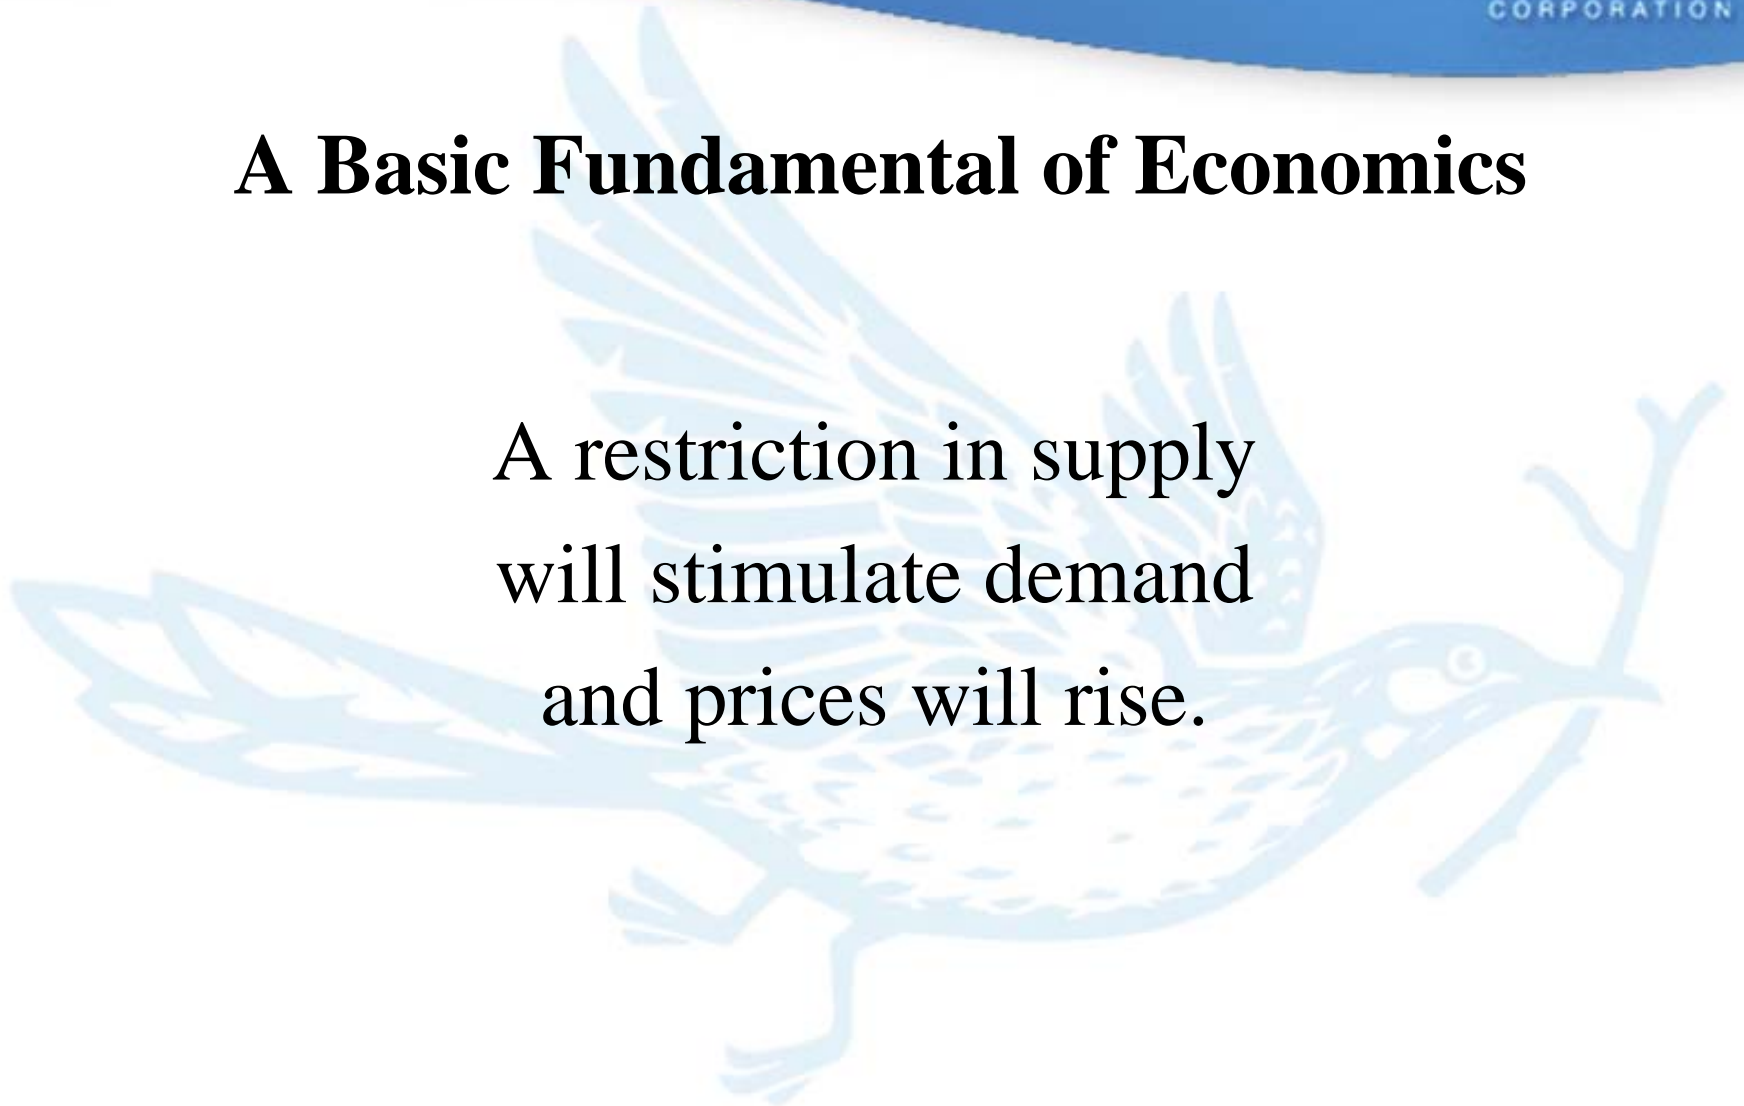 CORPORATION
A Basic Fundamental of Economics
A restriction in supply
will stimulate demand
and prices will rise.